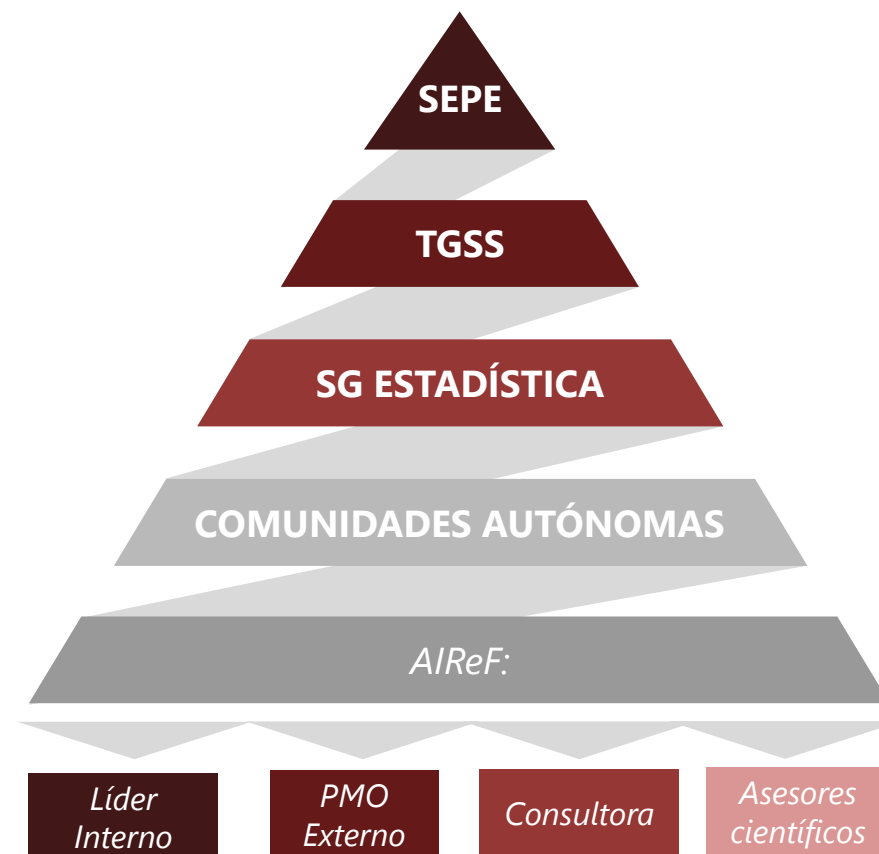 SEPE
TGSS
SG ESTADÍSTICA
COMUNIDADES AUTÓNOMAS
AIReF:
Líder
Interno
PMO
Externo
Consultora
Asesores
científicos